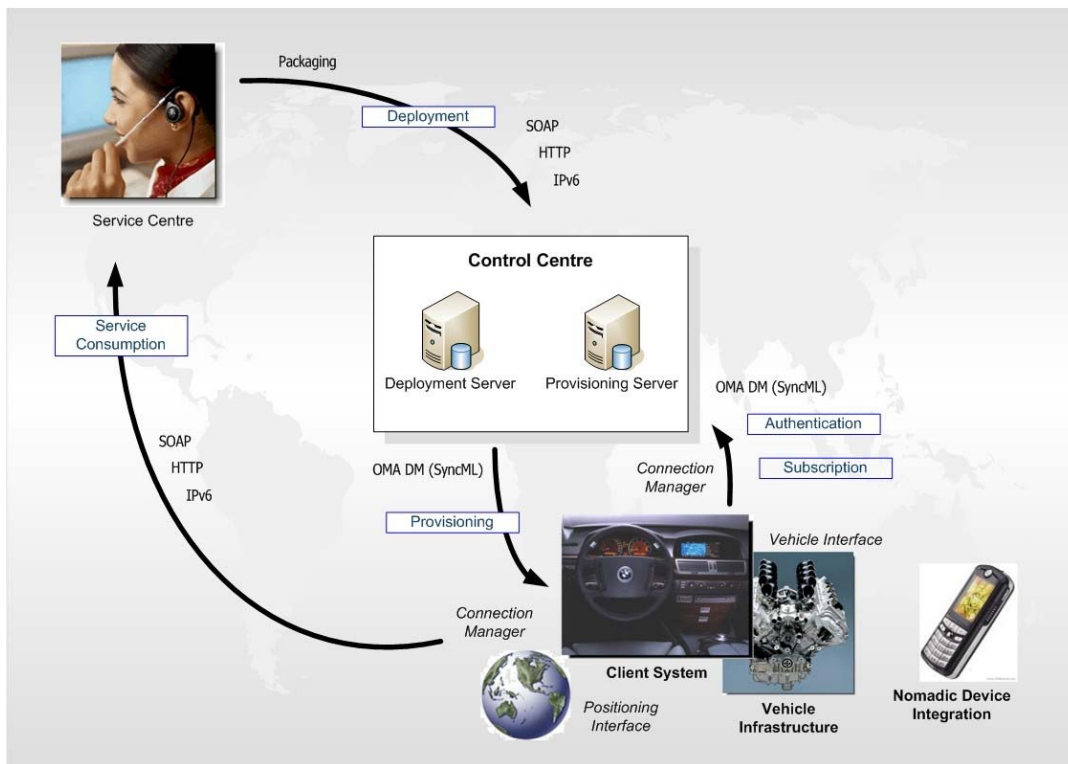 Packaging
Deployment
SOAP
HTTP
IPv6
Service Centre
Control Centre
Deployment Server
Provisioning Server
Service
Consumption
SOAP
HTTP
IPv6
OMA DM (SyncML)
Provisioning
OMA DM (SyncML)
Authentication
Subscription
Connection
Manager
Vehicle Interface
Connection
Manager
Client System
Positioning
Interface
Vehicle
Infrastructure
Nomadic Device
Integration